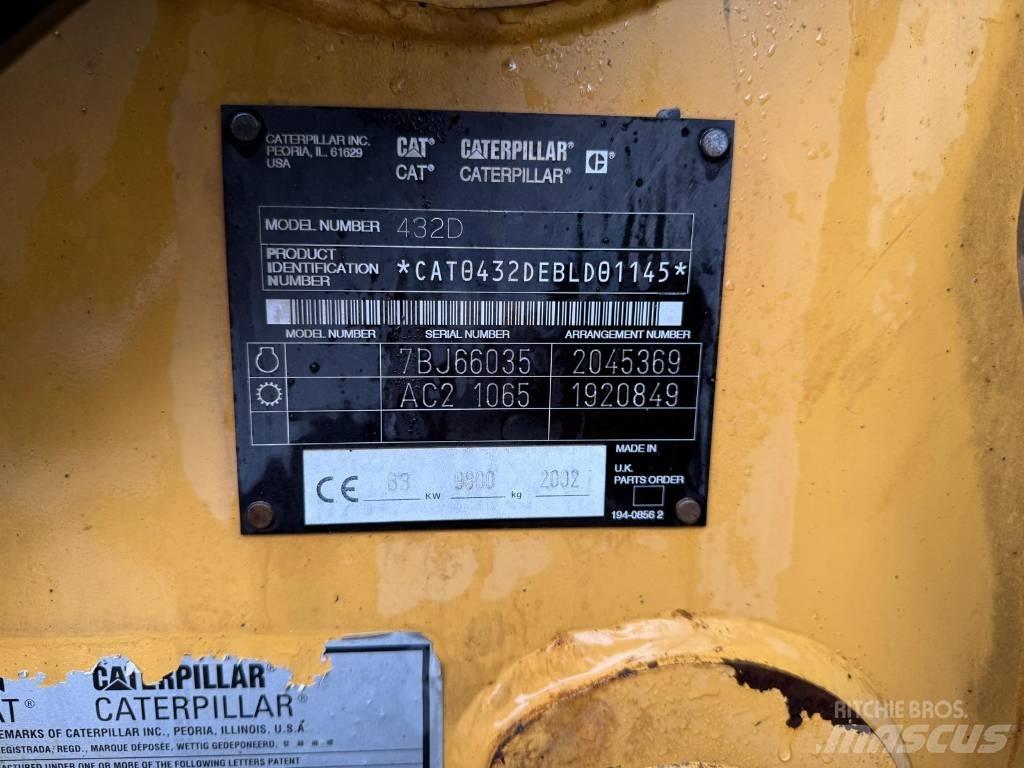 CATERPILLAR INC.
PEORIA, IL. 61629
USA
CAT® CATERPILLAR® ®
CAT® CATERPILLAR®
MODEL NUMBER 432D
PRODUCT
IDENTIFICATION
NUMBER *CAT0432DEBLD01145*
MODEL NUMBER SERIAL NUMBER ARRANGEMENT NUMBER
7BJ66035 2045369
AC2 1065 1920849
MADE IN
U.K.
PARTS ORDER
194-0856 2
CE 63 KW 9800 kg 2002
CATERPILLAR®
AT® CATERPILLAR®
EMARKS OF CATERPILLAR INC., PEORIA, ILLINOIS, U.S.A.
EGISTRADA, REGD., MARQUE DÉPOSÉE, WETTIG GEDEPONEERD,
ACTURED UNDER ONE OR MORE OF THE FOLLOWING LETTERS PATENT
RITCHIE BROS.
mascus